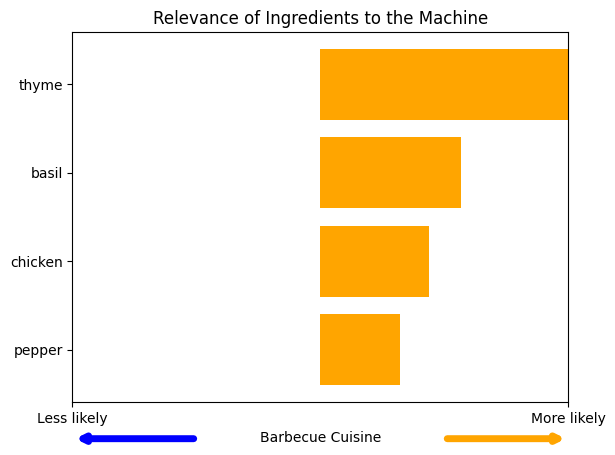 Relevance of Ingredients to the Machine
thyme
basil
chicken
pepper
Less likely
More likely
Barbecue Cuisine